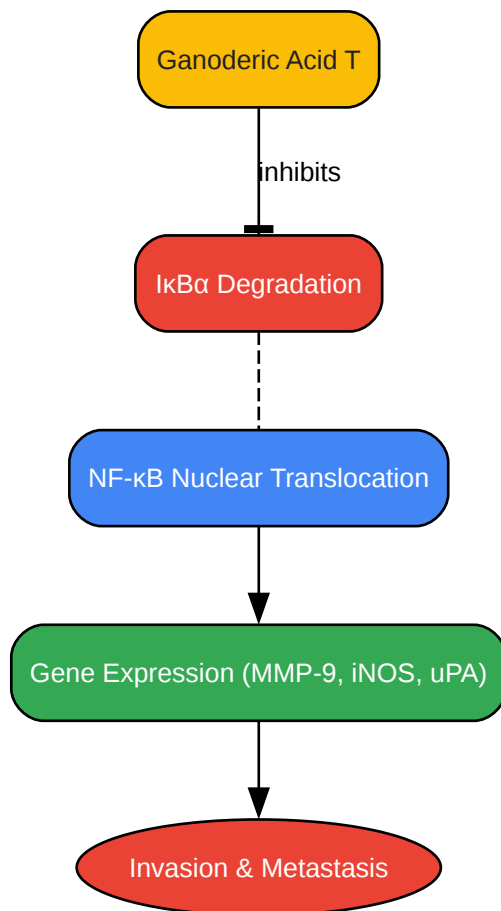 Ganoderic Acid T
inhibits
IκBα Degradation
NF-κB Nuclear Translocation
Gene Expression (MMP-9, iNOS, uPA)
Invasion & Metastasis